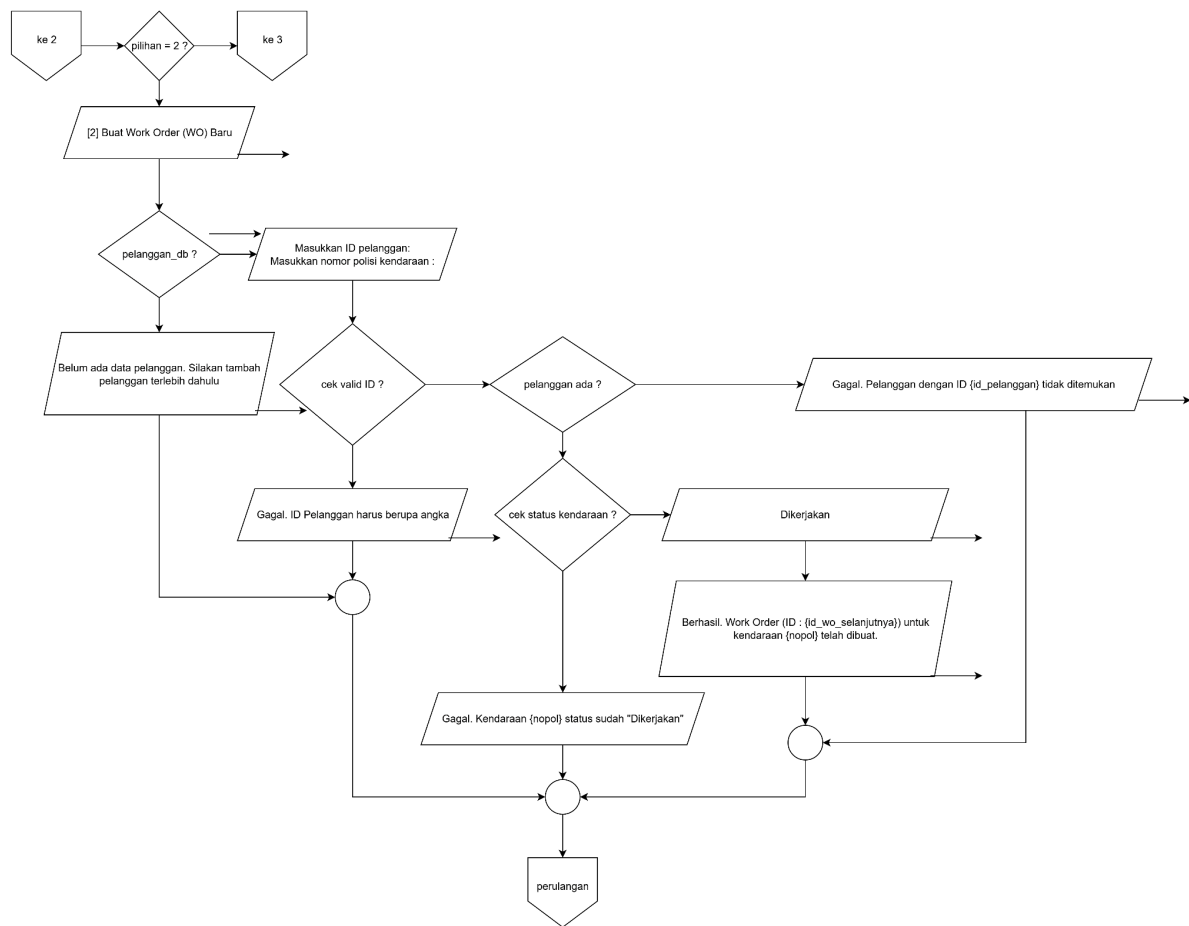 ke 2
pilihan = 2 ?
ke 3
[2] Buat Work Order (WO) Baru
pelanggan_db ?
Masukkan ID pelanggan:
Masukkan nomor polisi kendaraan :
Belum ada data pelanggan. Silakan tambah
pelanggan terlebih dahulu
cek valid ID ?
pelanggan ada ?
Gagal. Pelanggan dengan ID {id_pelanggan} tidak ditemukan
Gagal. ID Pelanggan harus berupa angka
cek status kendaraan ?
Dikerjakan
Berhasil. Work Order (ID : {id_wo_selanjutnya}) untuk
kendaraan {nopol} telah dibuat.
Gagal. Kendaraan {nopol} status sudah "Dikerjakan"
perulangan